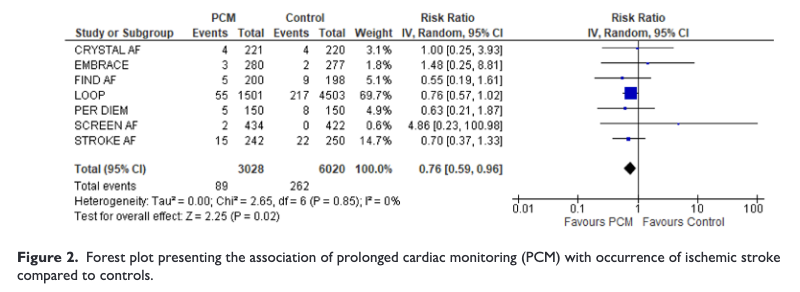 PCM Control Risk Ratio Risk Ratio
Study or Subgroup Events Total Events Total Weight IV, Random, 95% CI IV, Random, 95% CI
CRYSTAL AF 4 221 4 220 3.1% 1.00 [0.25, 3.93]
EMBRACE 3 280 2 277 1.8% 1.48 [0.25, 8.81]
FIND AF 5 200 9 198 5.1% 0.55 [0.19, 1.61]
LOOP 55 1501 217 4503 69.7% 0.76 [0.57, 1.02]
PER DIEM 5 150 8 150 4.9% 0.63 [0.21, 1.87]
SCREEN AF 2 434 0 422 0.6% 4.86 [0.23, 100.98]
STROKE AF 15 242 22 250 14.7% 0.70 [0.37, 1.33]
Total (95% CI) 3028 6020 100.0% 0.76 [0.59, 0.96]
Total events 89 262
Heterogeneity: Tau² = 0.00; Chi² = 2.65, df = 6 (P = 0.85); I² = 0%
Test for overall effect: Z = 2.25 (P = 0.02)
0.01 0.1 1 10 100
Favours PCM Favours Control
Figure 2. Forest plot presenting the association of prolonged cardiac monitoring (PCM) with occurrence of ischemic stroke
compared to controls.